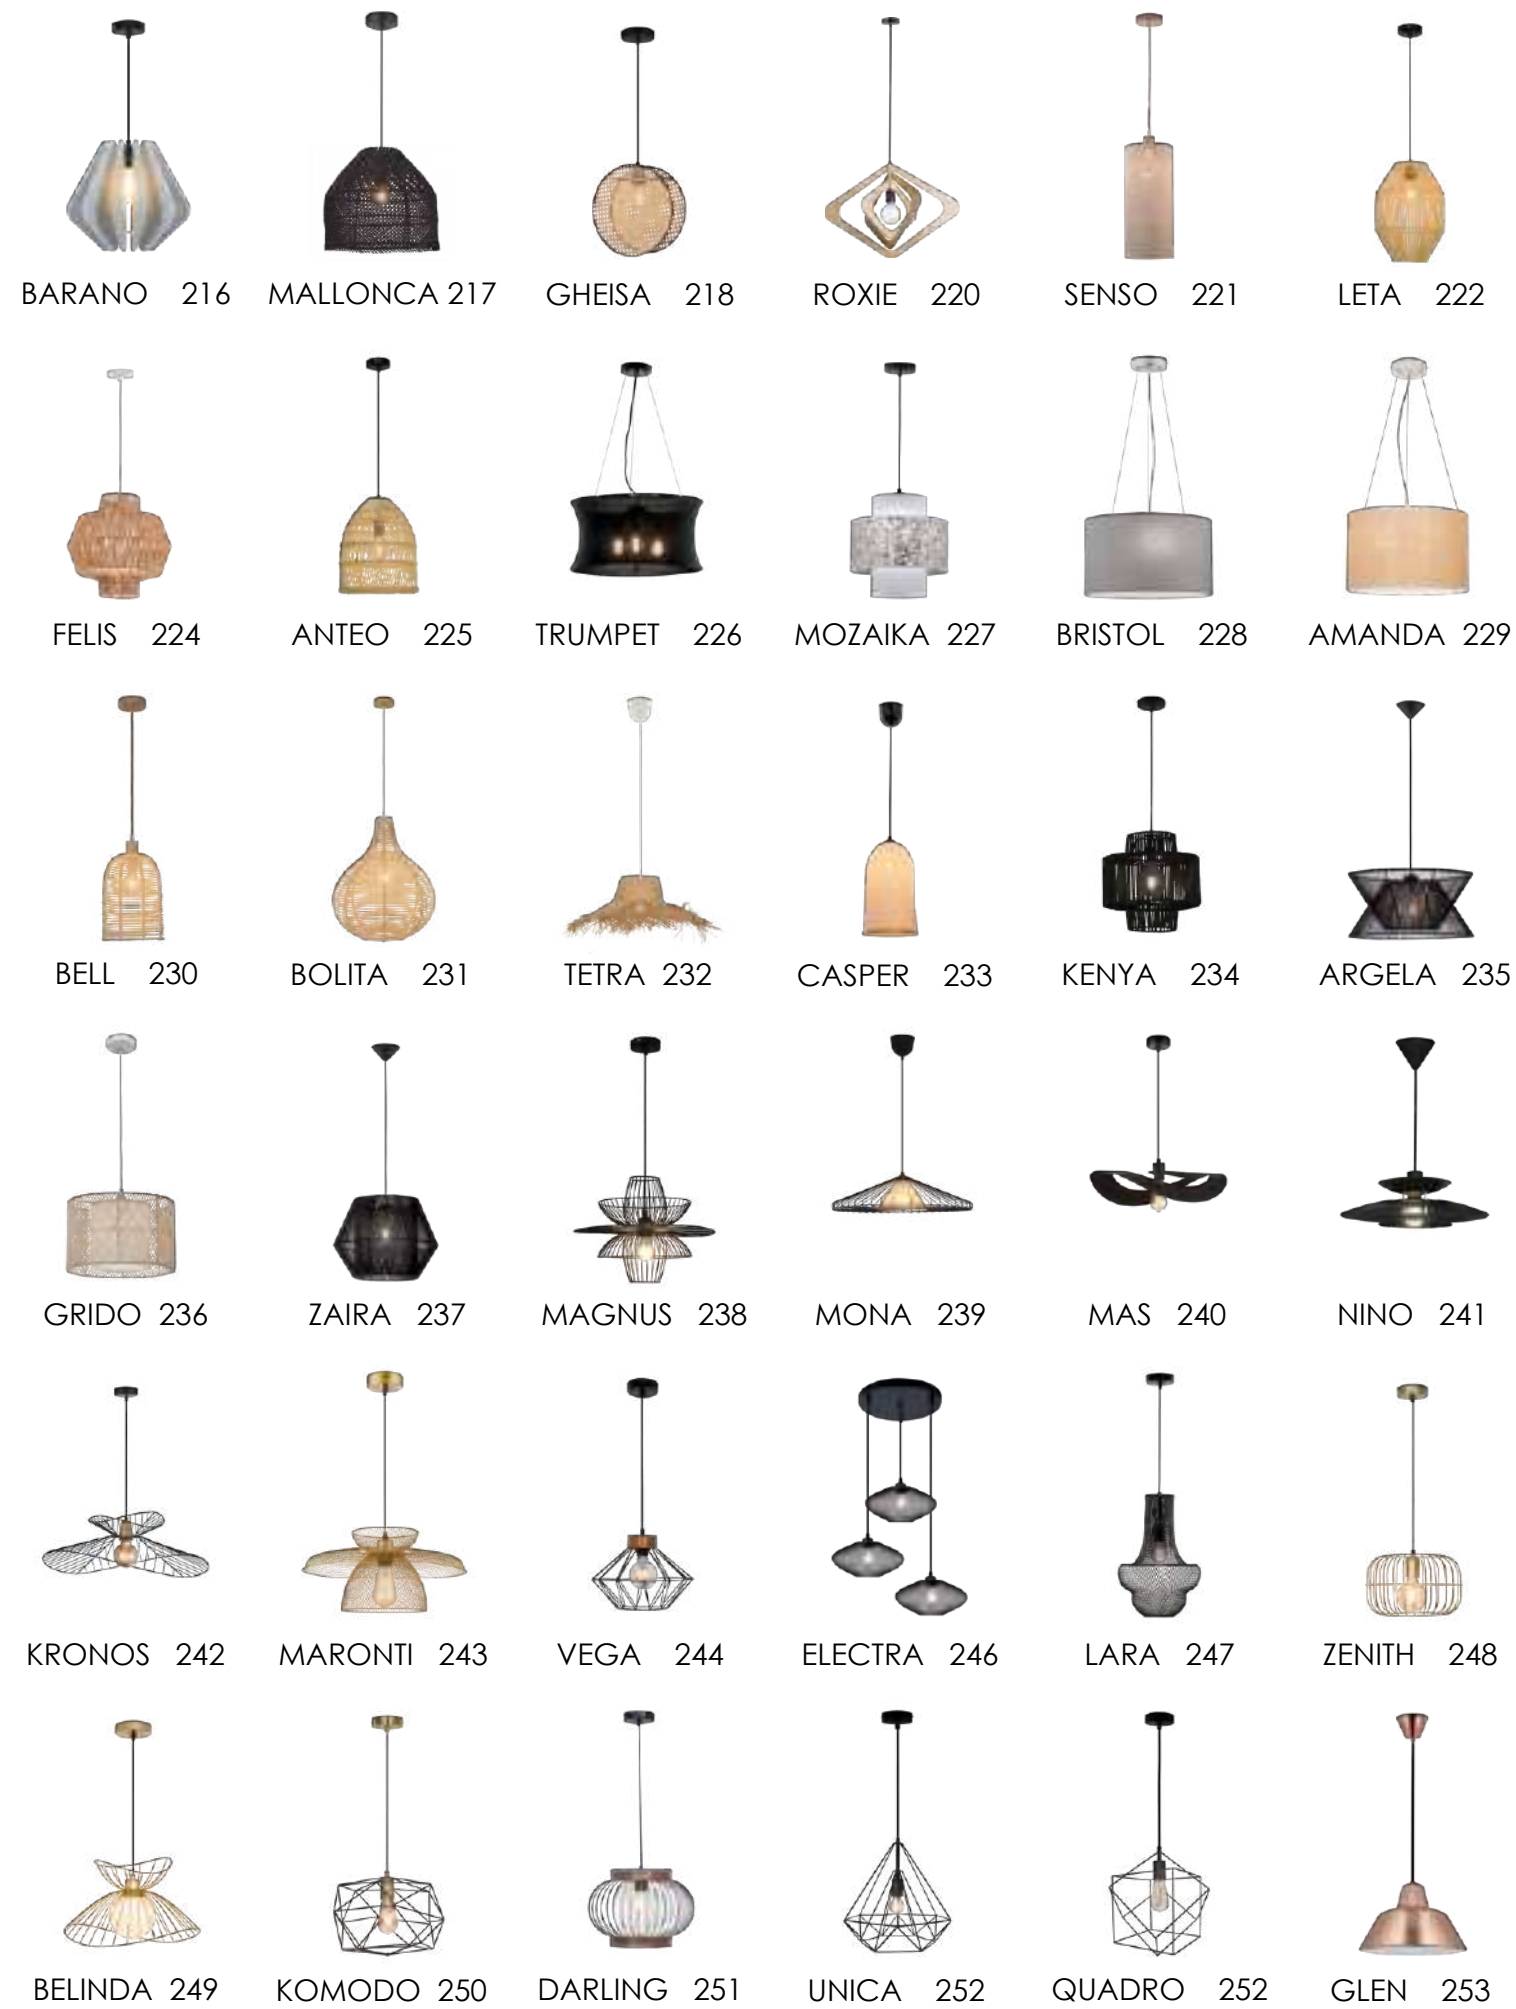 BARANO 216 MALLONCA 217 GHEISA 218 ROXIE 220 SENSO 221 LETA 222
FELIS 224 ANTEO 225 TRUMPET 226 MOZAIKA 227 BRISTOL 228 AMANDA 229
BELL 230 BOLITA 231 TETRA 232 CASPER 233 KENYA 234 ARGELA 235
GRIDO 236 ZAIRA 237 MAGNUS 238 MONA 239 MAS 240 NINO 241
KRONOS 242 MARONTI 243 VEGA 244 ELECTRA 246 LARA 247 ZENITH 248
BELINDA 249 KOMODO 250 DARLING 251 UNICA 252 QUADRO 252 GLEN 253